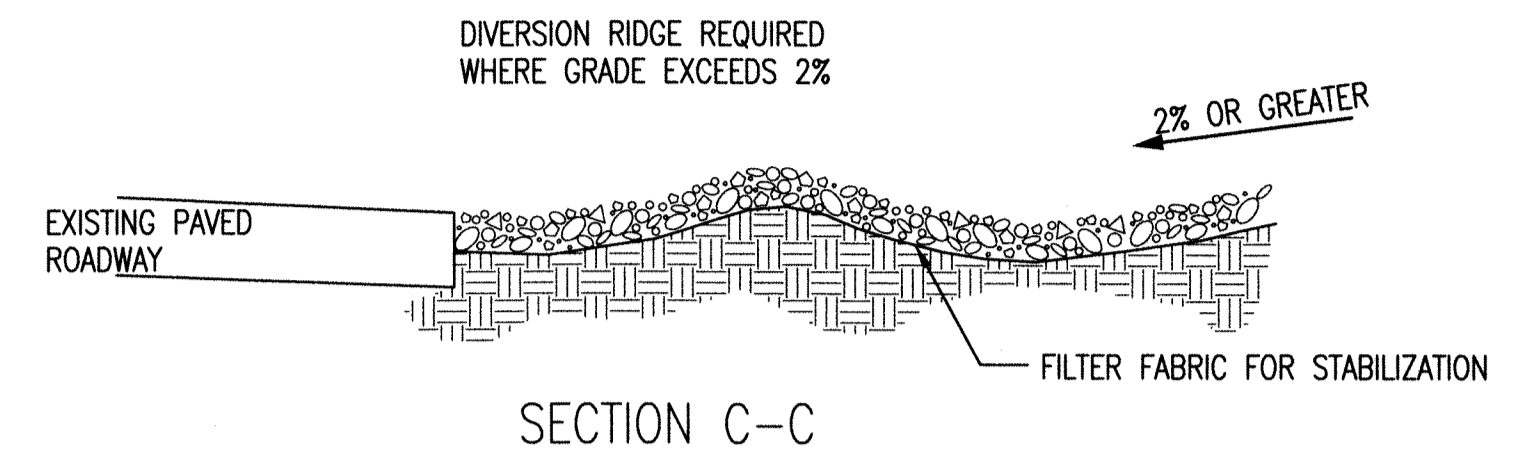 DIVERSION RIDGE REQUIRED
WHERE GRADE EXCEEDS 2%
2% OR GREATER
EXISTING PAVED
ROADWAY
FILTER FABRIC FOR STABILIZATION
SECTION C-C